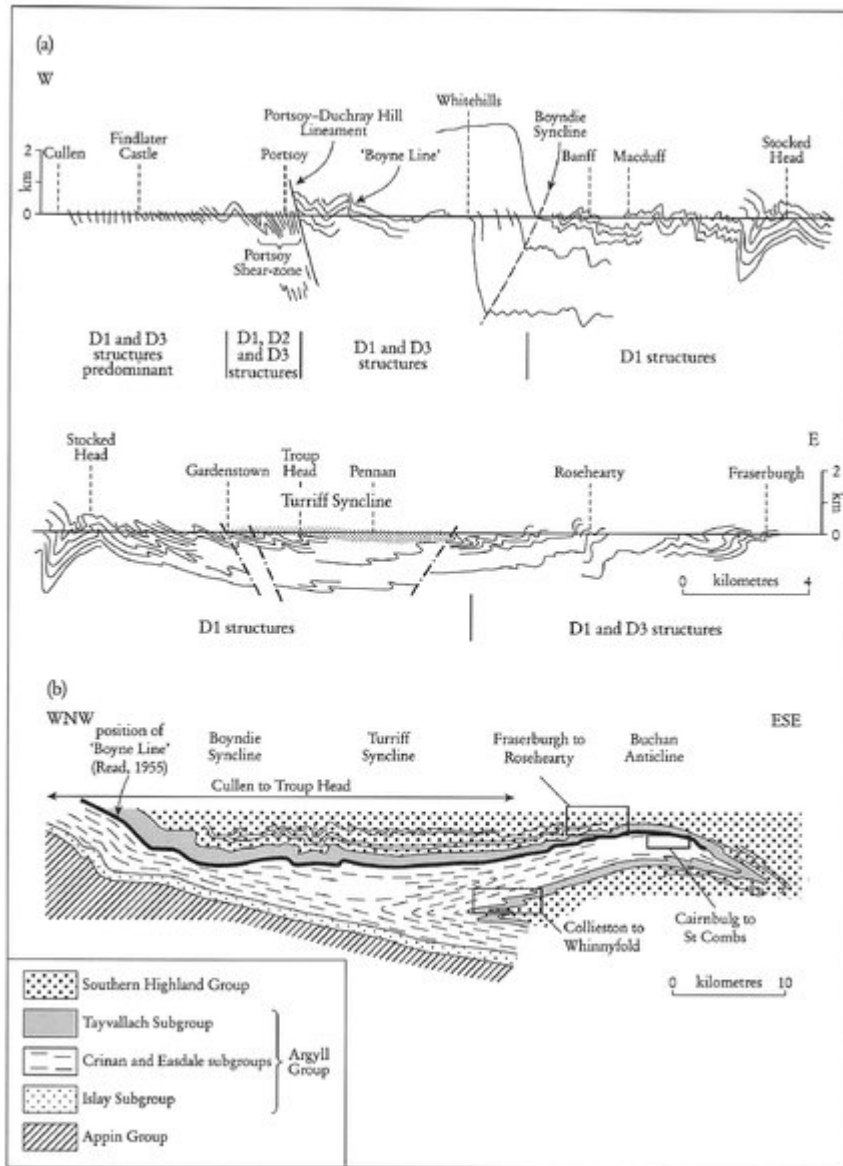 (a)
W
Portsoy–Duchray Hill
Lineament
Whitehills
Boyndie
Syncline
2
km
0
Cullen
Findlater
Castle
Portsoy
'Boyne Line'
Banff
Macduff
Stocked
Head
Portsoy
Shear-zone
D1 and D3
structures
predominant
D1, D2
and D3
structures
D1 and D3
structures
D1 structures
E
Stocked
Head
Gardenstown
Troup
Head
Pennan
Turriff Syncline
Rosehearty
Fraserburgh
2
km
0
0 kilometres 4
D1 structures
D1 and D3 structures
(b)
WNW
ESE
position of
'Boyne Line'
(Read, 1955)
Boyndie
Syncline
Turriff
Syncline
Fraserburgh to
Rosehearty
Buchan
Anticline
Cullen to Troup Head
Collieston to
Whinnyfold
Cairnbulg to
St Combs
0 kilometres 10
Southern Highland Group
Tayvallach Subgroup
Crinan and Easdale subgroups
Islay Subgroup
Argyll
Group
Appin Group